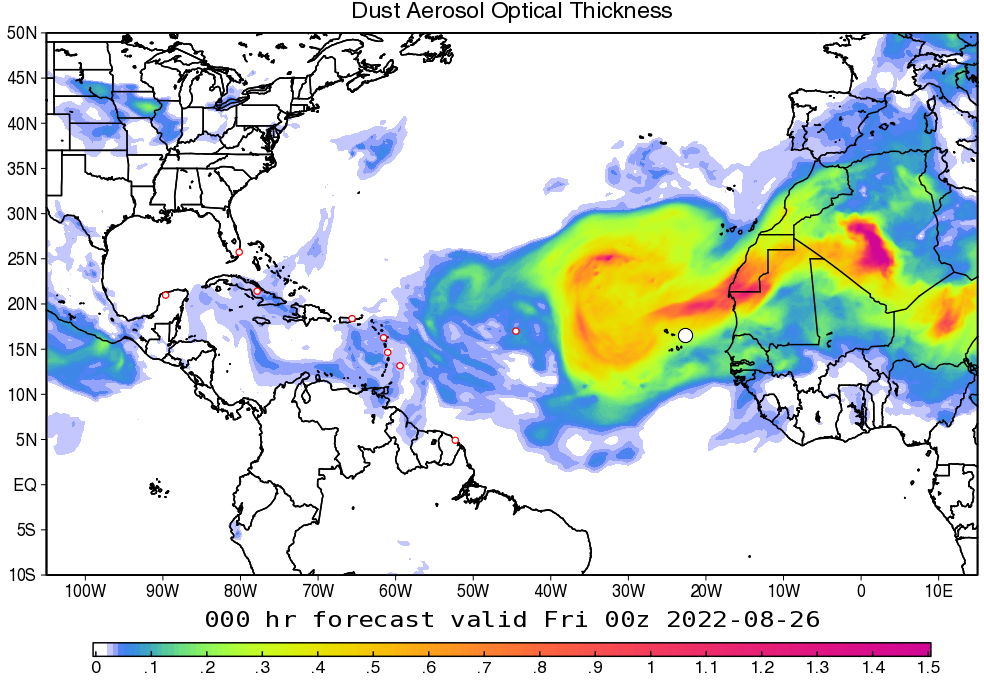 Dust Aerosol Optical Thickness
50N
45N
40N
35N
30N
25N
20N
15N
10N
5N
EQ
5S
10S
100W 90W 80W 70W 60W 50W 40W 30W 20W 10W 0 10E
000 hr forecast valid Fri 00z 2022-08-26
0 .1 .2 .3 .4 .5 .6 .7 .8 .9 1 1.1 1.2 1.3 1.4 1.5